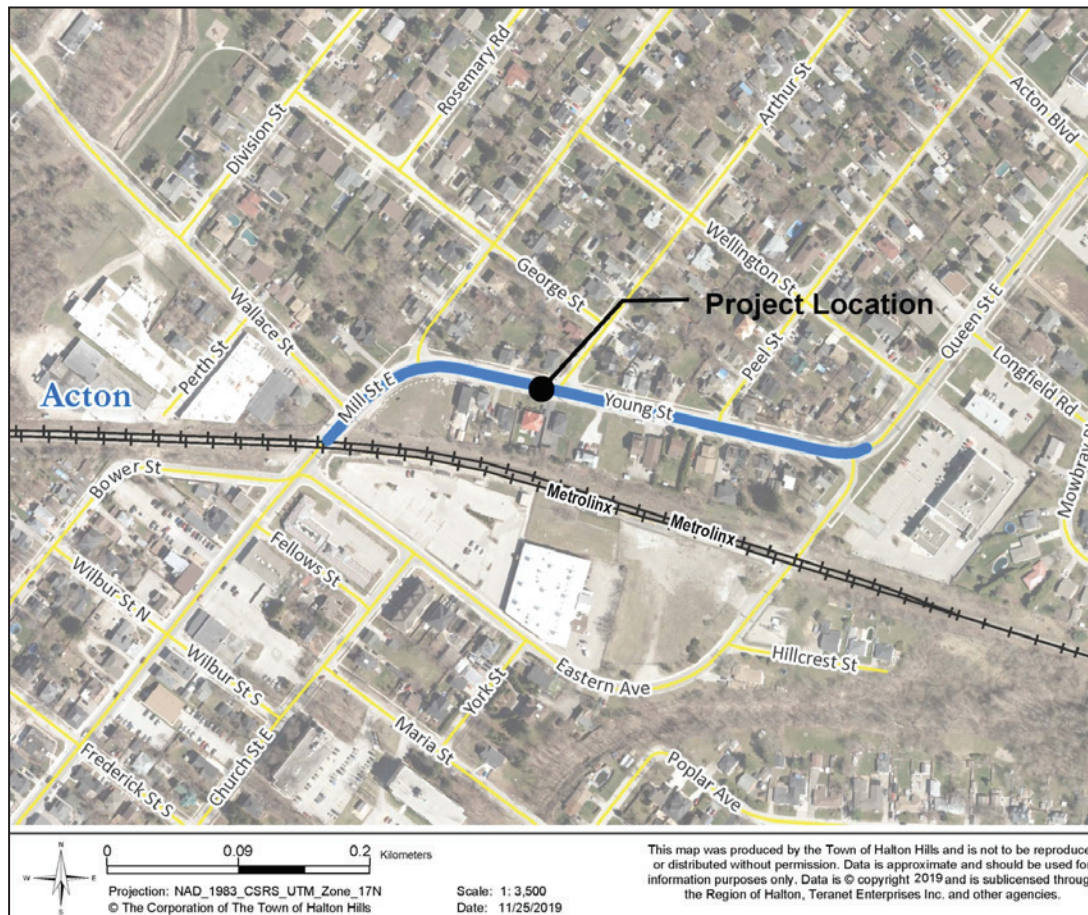 Rosemary Rd
Arthur St
Acton Blvd
Division St
Wellington St
George St
Project Location
Queen St E
Wallace St
Perth St
Peel St
Longfield Rd
Mill St E
Acton
Young St
Bower St
Metrolinx
Metrolinx
Fellows St
Wilbur St N
Wilbur St S
Hillcrest St
Eastern Ave
York St
Maria St
Church St E
Frederick St S
Poplar Ave
N
W E
S
0 0.09 0.2 Kilometers
Projection: NAD_1983_CSRS_UTM_Zone_17N
© The Corporation of The Town of Halton Hills
Scale: 1: 3,500
Date: 11/25/2019
This map was produced by the Town of Halton Hills and is not to be reproduce
or distributed without permission. Data is approximate and should be used fo
information purposes only. Data is © copyright 2019 and is sublicensed throug
the Region of Halton, Teranet Enterprises Inc. and other agencies.